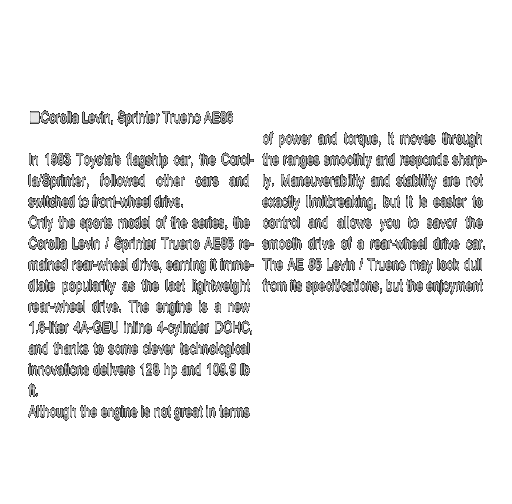 ■Corolla Levin, Sprinter Trueno AE86
In 1983 Toyota's flagship car, the Corol-
la/Sprinter, followed other cars and
switched to front-wheel drive.
Only the sports model of the series, the
Corolla Levin / Sprinter Trueno AE85 re-
mained rear-wheel drive, earning it imme-
diate popularity as the last lightweight
rear-wheel drive. The engine is a new
1.6-liter 4A-GEU inline 4-cylinder DOHC,
and thanks to some clever technological
innovations delivers 128 hp and 109.9 lb
ft.
Although the engine is not great in terms
of power and torque, it moves through
the ranges smoothly and responds sharp-
ly. Maneuverability and stability are not
exactly limitbreaking, but it is easier to
control and allows you to savor the
smooth drive of a rear-wheel drive car.
The AE 85 Levin / Trueno may look dull
from its specifications, but the enjoyment